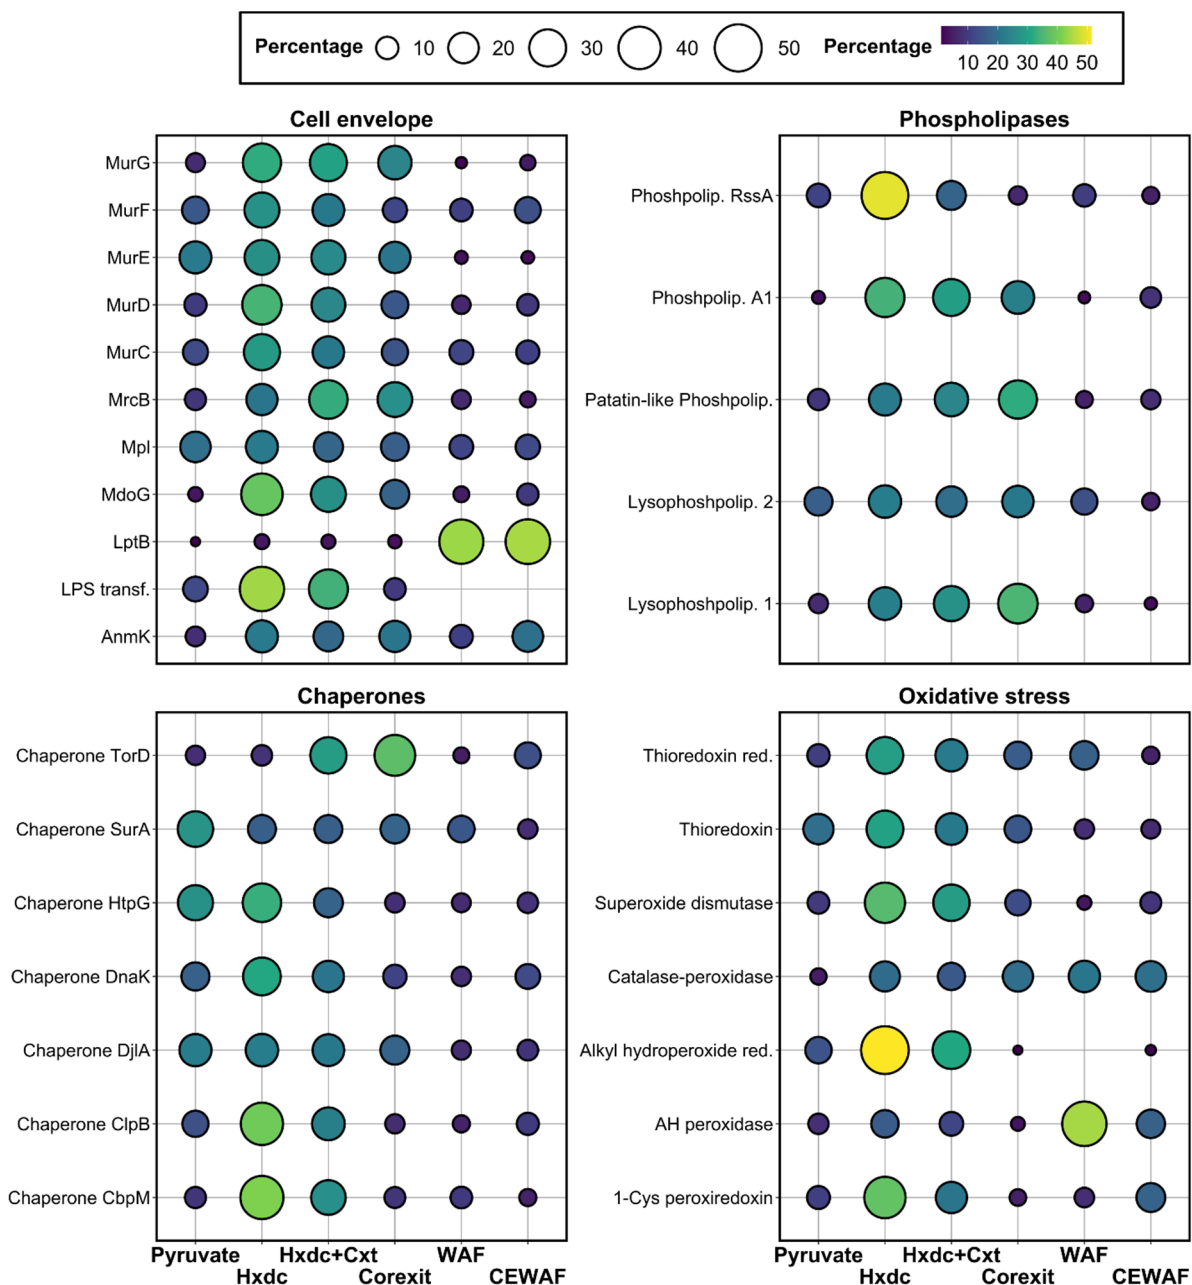 Percentage 10 20 30 40 50 Percentage 10 20 30 40 50
Cell envelope
MurG
MurF
MurE
MurD
MurC
MrcB
Mpl
MdoG
LptB
LPS transf.
AnmK
Phospholipases
Phoshpolip. RssA
Phoshpolip. A1
Patatin-like Phoshpolip.
Lysophoshpolip. 2
Lysophoshpolip. 1
Chaperones
Chaperone TorD
Chaperone SurA
Chaperone HtpG
Chaperone DnaK
Chaperone DjlA
Chaperone ClpB
Chaperone CbpM
Pyruvate Hxdc+Cxt WAF
Hxdc Corexit CEWAF
Oxidative stress
Thioredoxin red.
Thioredoxin
Superoxide dismutase
Catalase-peroxidase
Alkyl hydroperoxide red.
AH peroxidase
1-Cys peroxiredoxin
Pyruvate Hxdc+Cxt WAF
Hxdc Corexit CEWAF